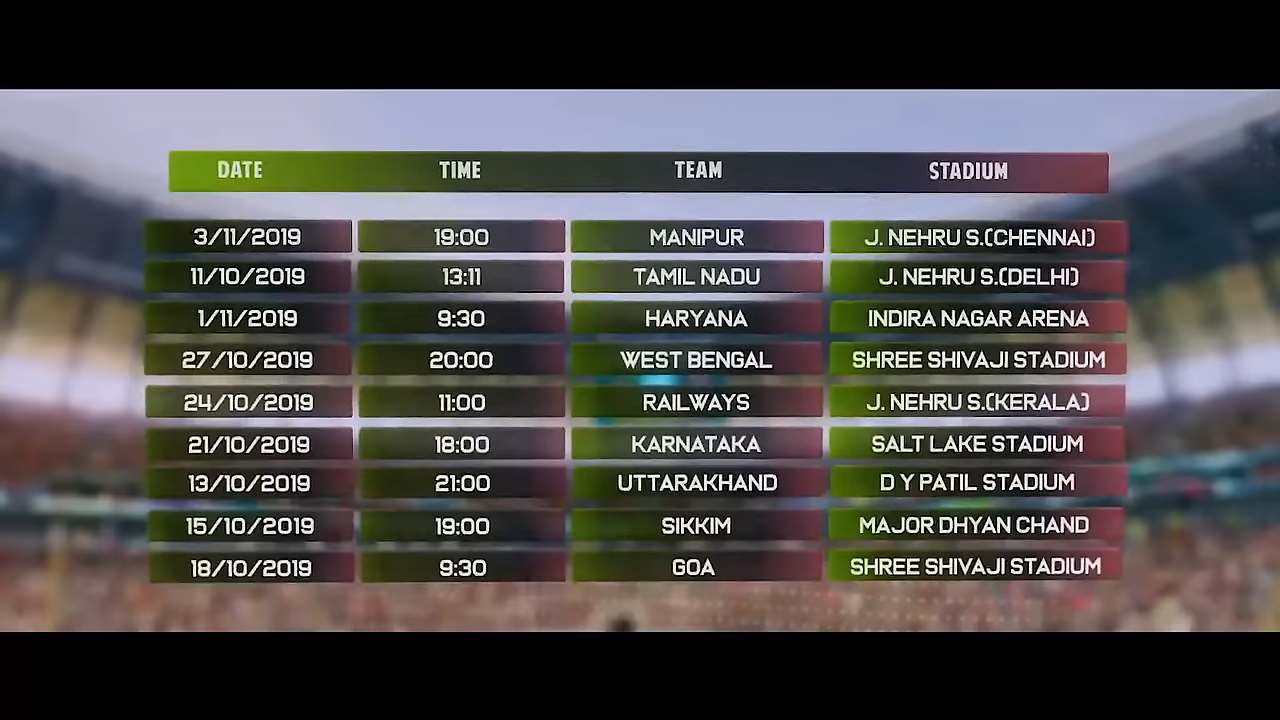 DATE TIME TEAM STADIUM
3/11/2019 19:00 MANIPUR J. NEHRU S.(CHENNAI)
11/10/2019 13:11 TAMIL NADU J. NEHRU S.(DELHI)
1/11/2019 9:30 HARYANA INDIRA NAGAR ARENA
27/10/2019 20:00 WEST BENGAL SHREE SHIVAJI STADIUM
24/10/2019 11:00 RAILWAYS J. NEHRU S.(KERALA)
21/10/2019 18:00 KARNATAKA SALT LAKE STADIUM
13/10/2019 21:00 UTTARAKHAND D Y PATIL STADIUM
15/10/2019 19:00 SIKKIM MAJOR DHYAN CHAND
18/10/2019 9:30 GOA SHREE SHIVAJI STADIUM